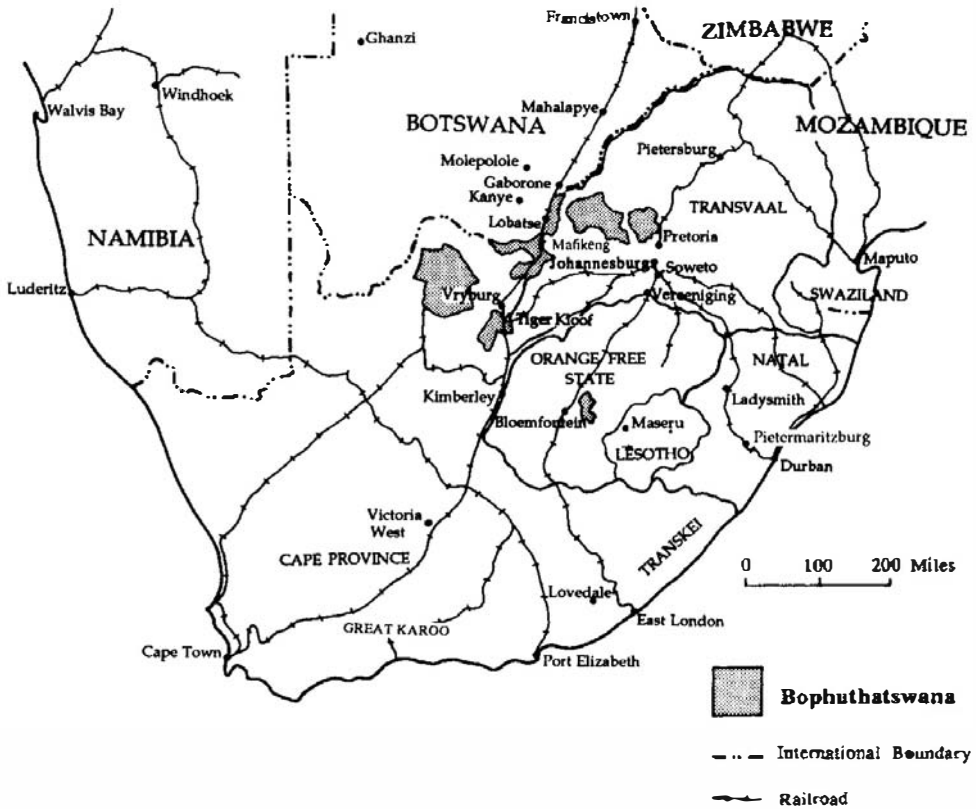 Francistown
ZIMBABWE
Ghanzi
Windhoek
Walvis Bay
Mahalapye
BOTSWANA
MOZAMBIQUE
Molepolole
Pietersburg
Gaborone
Kanye
TRANSVAAL
Lobatse
NAMIBIA
Mafikeng
Pretoria
Johannesburg
Soweto
Maputo
Luderitz
Vryburg
Vereeniging
SWAZILAND
Tiger Kloof
ORANGE FREE
STATE
NATAL
Kimberley
Ladysmith
Bloemfontein
Maseru
LESOTHO
Pietermaritzburg
Durban
Victoria
West
TRANSKEI
CAPE PROVINCE
0 100 200 Miles
Lovedale
East London
GREAT KAROO
Cape Town
Port Elizabeth
Bophuthatswana
International Boundary
Railroad